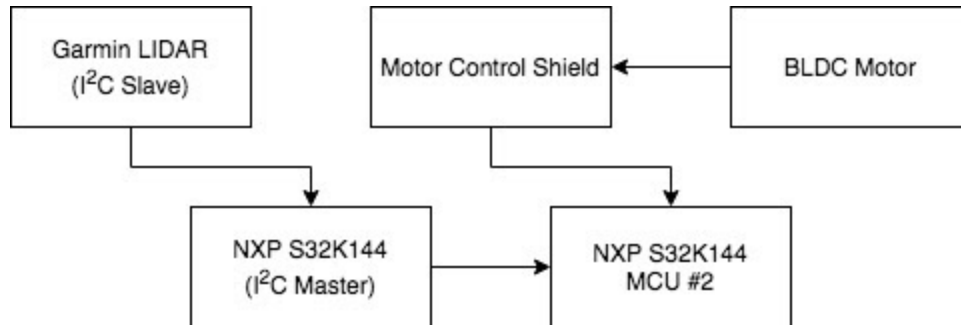 Garmin LIDAR
(I²C Slave)
Motor Control Shield
BLDC Motor
NXP S32K144
(I²C Master)
NXP S32K144
MCU #2